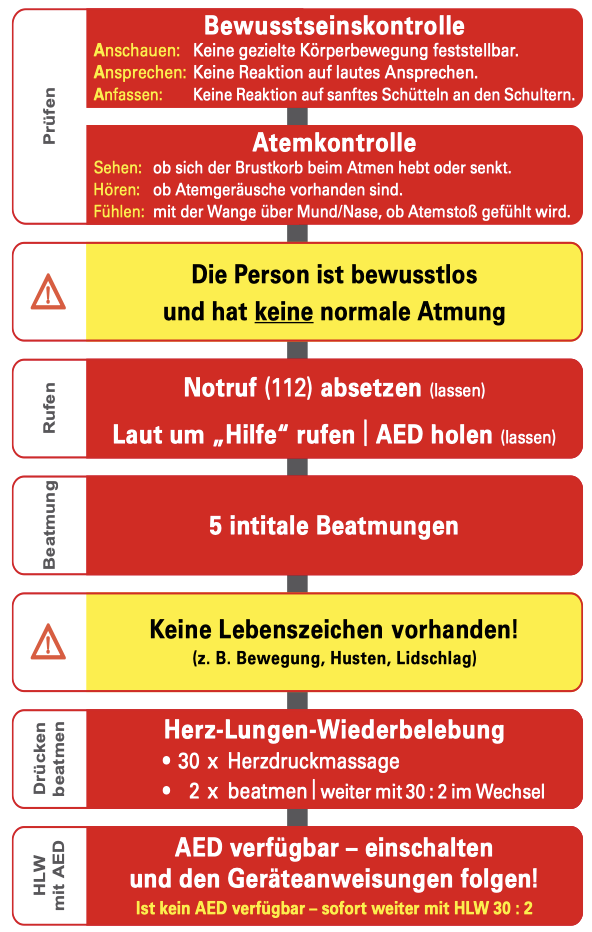 Prüfen
Bewusstseinskontrolle
Anschauen: Keine gezielte Körperbewegung feststellbar.
Ansprechen: Keine Reaktion auf lautes Ansprechen.
Anfassen: Keine Reaktion auf sanftes Schütteln an den Schultern.
Atemkontrolle
Sehen: ob sich der Brustkorb beim Atmen hebt oder senkt.
Hören: ob Atemgeräusche vorhanden sind.
Fühlen: mit der Wange über Mund/Nase, ob Atemstoß gefühlt wird.
Die Person ist bewusstlos
und hat keine normale Atmung
Rufen
Notruf (112) absetzen (lassen)
Laut um „Hilfe“ rufen | AED holen (lassen)
Beatmung
5 intitale Beatmungen
Keine Lebenszeichen vorhanden!
(z. B. Bewegung, Husten, Lidschlag)
Drücken
beatmen
Herz-Lungen-Wiederbelebung
• 30 x Herzdruckmassage
• 2 x beatmen | weiter mit 30 : 2 im Wechsel
HLW
mit AED
AED verfügbar – einschalten
und den Geräteanweisungen folgen!
Ist kein AED verfügbar – sofort weiter mit HLW 30 : 2